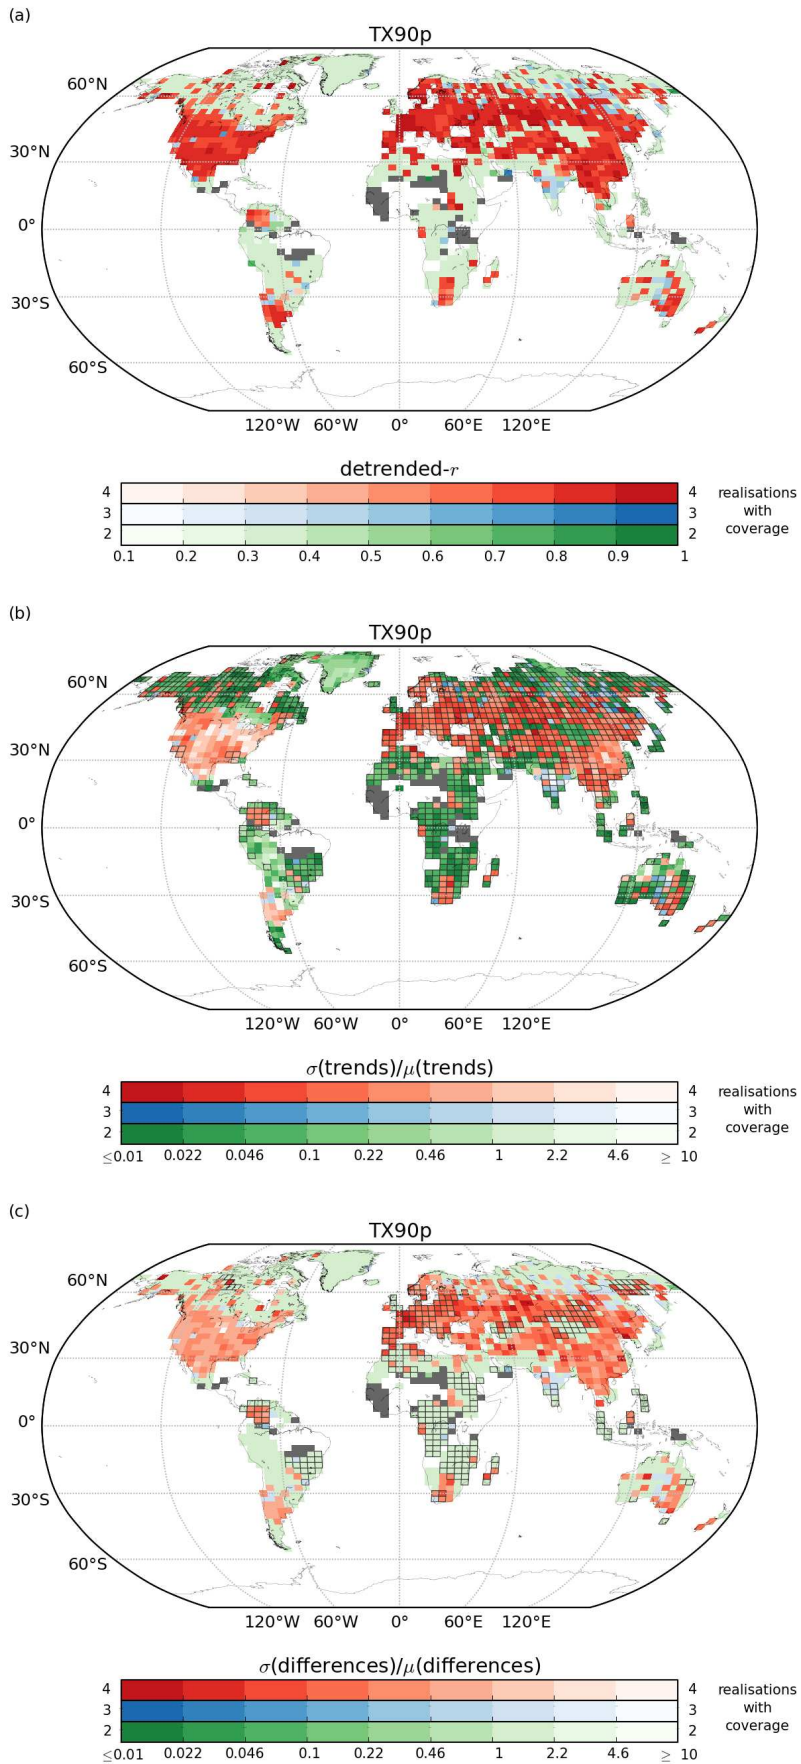 (a)
TX90p
60°N
30°N
0°
30°S
60°S
120°W 60°W 0° 60°E 120°E
detrended-r
4 4 realisations
3 3 with
2 2 coverage
0.1 0.2 0.3 0.4 0.5 0.6 0.7 0.8 0.9 1
(b)
TX90p
60°N
30°N
0°
30°S
60°S
120°W 60°W 0° 60°E 120°E
σ(trends)/μ(trends)
4 4 realisations
3 3 with
2 2 coverage
≤0.01 0.022 0.046 0.1 0.22 0.46 1 2.2 4.6 ≥ 10
(c)
TX90p
60°N
30°N
0°
30°S
60°S
120°W 60°W 0° 60°E 120°E
σ(differences)/μ(differences)
4 4 realisations
3 3 with
2 2 coverage
≤0.01 0.022 0.046 0.1 0.22 0.46 1 2.2 4.6 ≥ 10